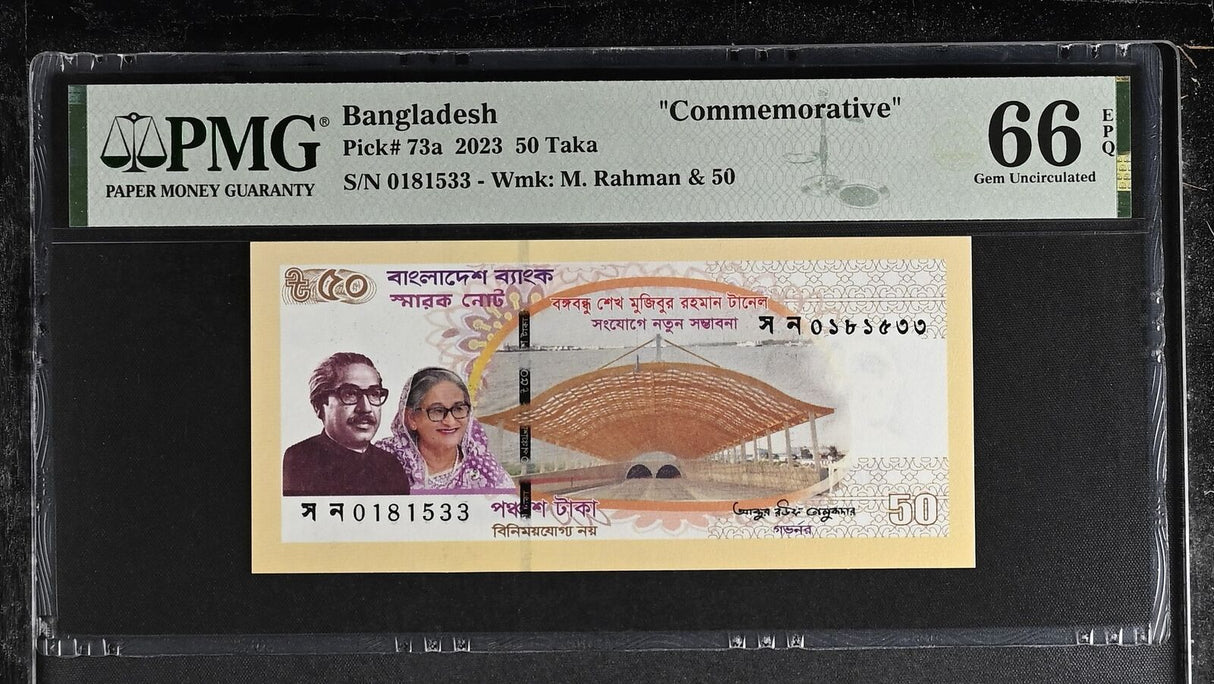 PMG®
PAPER MONEY GUARANTY
Bangladesh
"Commemorative"
Pick# 73a 2023 50 Taka
S/N 0181533 - Wmk: M. Rahman & 50
66 EPQ
Gem Uncirculated
৳ ৫০
বাংলাদেশ ব্যাংক
স্মারক নোট
বঙ্গবন্ধু শেখ মুজিবুর রহমান টানেল
সংযোগে নতুন সম্ভাবনা
স ন ০১৮১৫৩৩
স ন 0181533
পঞ্চাশ টাকা
বিনিময়যোগ্য নয়
গভর্নর
50